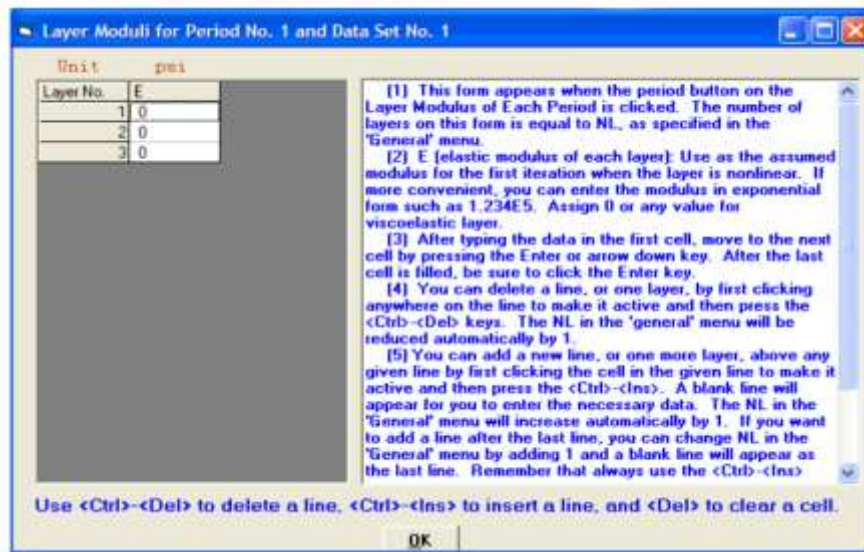 Layer Moduli for Period No. 1 and Data Set No. 1
Unit psi
Layer No. E
1 0
2 0
3 0
[1] This form appears when the period button on the
Layer Modulus of Each Period is clicked. The number of
layers on this form is equal to NL, as specified in the
'General' menu.
[2] E [elastic modulus of each layer]: Use as the assumed
modulus for the first iteration when the layer is nonlinear. If
more convenient, you can enter the modulus in exponential
form such as 1.234E5. Assign 0 or any value for
viscoelastic layer.
[3] After typing the data in the first cell, move to the next
cell by pressing the Enter or arrow down key. After the last
cell is filled, be sure to click the Enter key.
[4] You can delete a line, or one layer, by first clicking
anywhere on the line to make it active and then press the
<Ctrl>-<Del> keys. The NL in the 'general' menu will be
reduced automatically by 1.
[5] You can add a new line, or one more layer, above any
given line by first clicking the cell in the given line to make it
active and then press the <Ctrl>-<Ins>. A blank line will
appear for you to enter the necessary data. The NL in the
'General' menu will increase automatically by 1. If you want
to add a line after the last line, you can change NL in the
'General' menu by adding 1 and a blank line will appear as
the last line. Remember that always use the <Ctrl>-<Ins>
Use <Ctrl>-<Del> to delete a line, <Ctrl>-<Ins> to insert a line, and <Del> to clear a cell.
OK